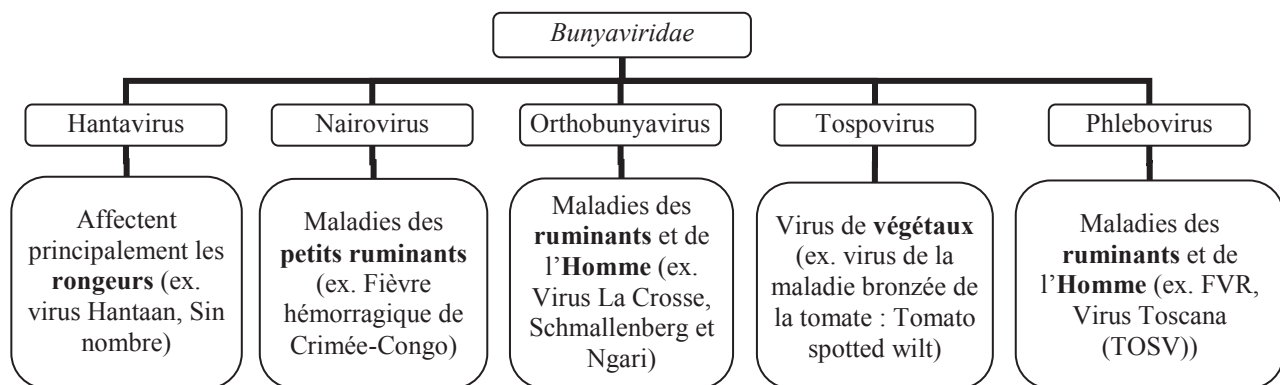 Bunyaviridae
Hantavirus
Nairovirus
Orthobunyavirus
Tospovirus
Phlebovirus
Affectent
principalement les
rongeurs (ex.
virus Hantaan, Sin
nombre)
Maladies des
petits ruminants
(ex. Fièvre
hémorragique de
Crimée-Congo)
Maladies des
ruminants et de
l’Homme (ex.
Virus La Crosse,
Schmallenberg et
Ngari)
Virus de végétaux
(ex. virus de la
maladie bronzée de
la tomate : Tomato
spotted wilt)
Maladies des
ruminants et de
l’Homme (ex. FVR,
Virus Toscana
(TOSV))